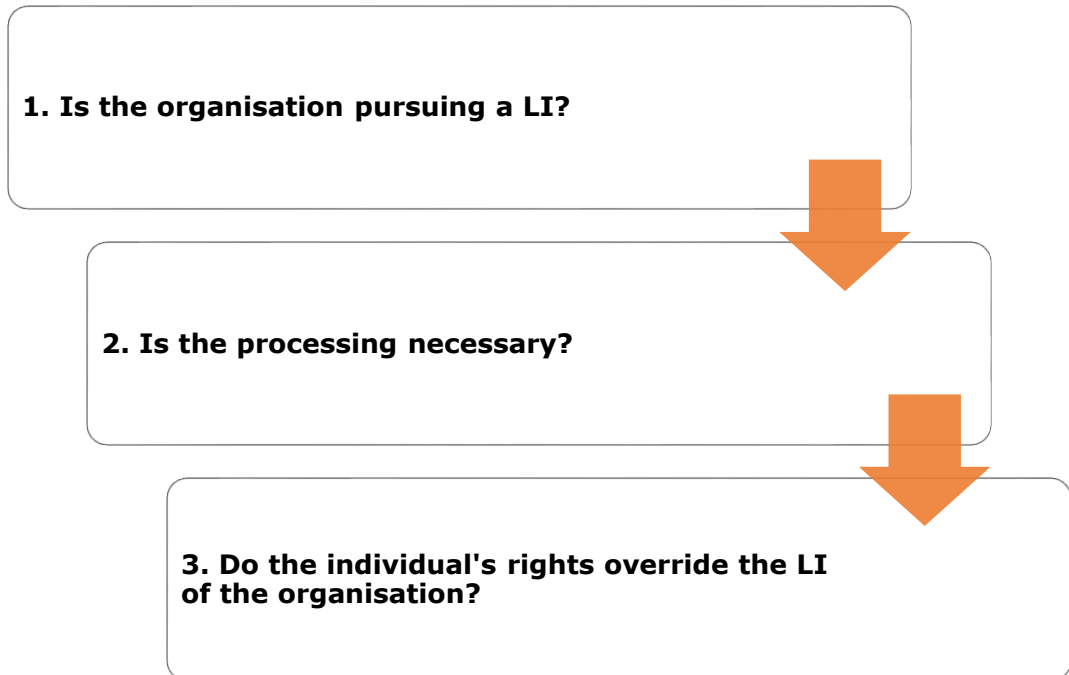 1. Is the organisation pursuing a LI?
2. Is the processing necessary?
3. Do the individual's rights override the LI
of the organisation?